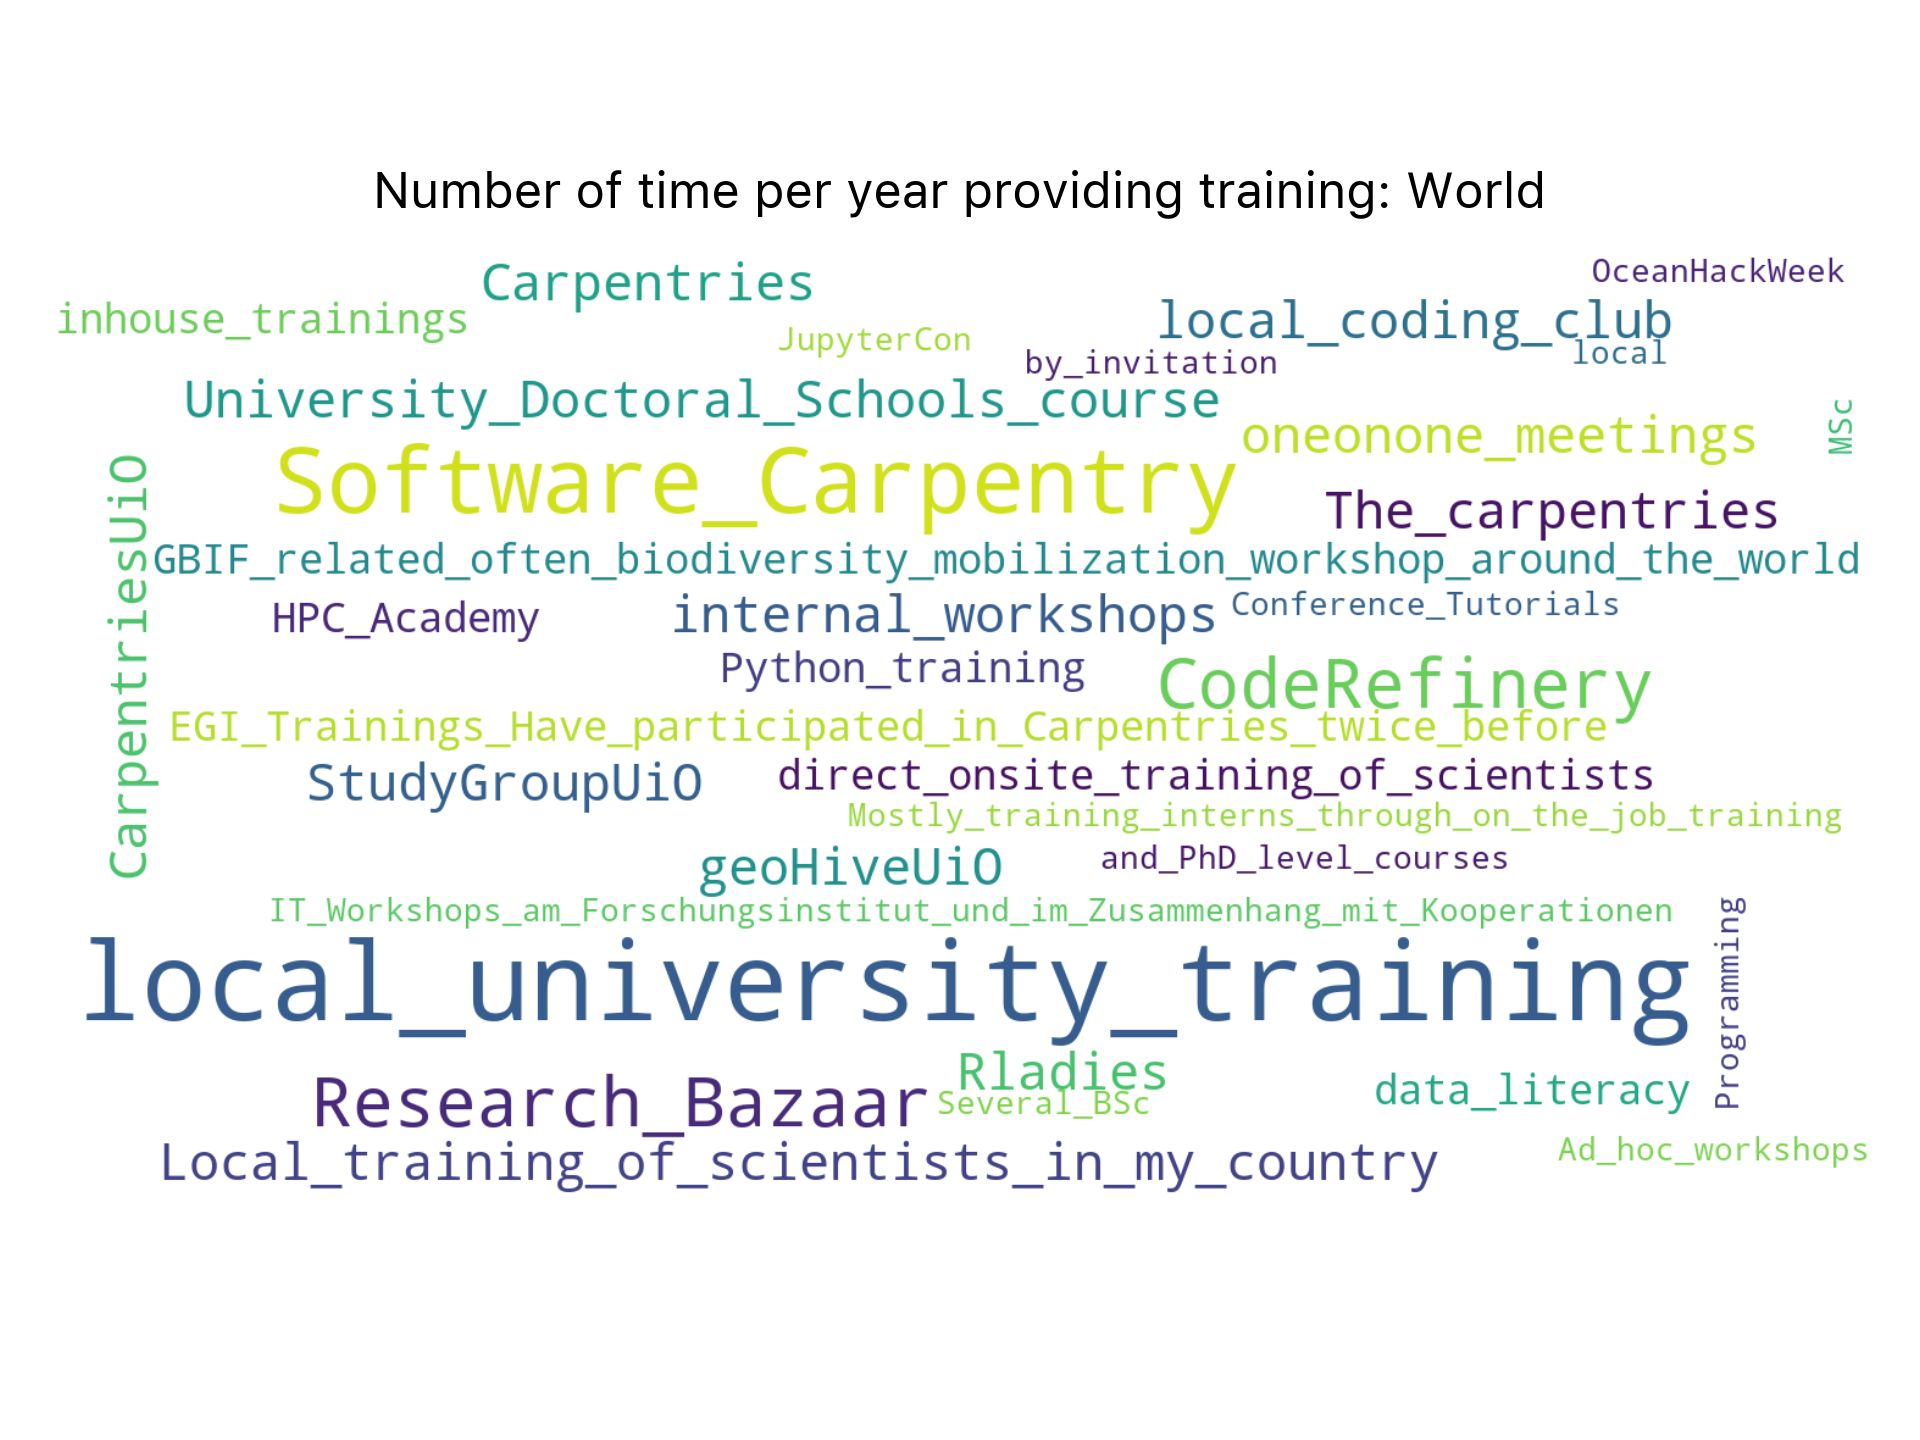 Number of time per year providing training: World
OceanHackWeek
Carpentries
inhouse_trainings
local_coding_club
JupyterCon
local
by_invitation
University_Doctoral_Schools_course
MSc
oneonone_meetings
Software_Carpentry
The_carpentries
CarpentriesUiO
GBIF_related_often_biodiversity_mobilization_workshop_around_the_world
HPC_Academy
internal_workshops
Conference_Tutorials
Python_training
CodeRefinery
EGI_Trainings_Have_participated_in_Carpentries_twice_before
StudyGroupUiO
direct_onsite_training_of_scientists
Mostly_training_interns_through_on_the_job_training
geoHiveUiO
and_PhD_level_courses
IT_Workshops_am_Forschungsinstitut_und_im_Zusammenhang_mit_Kooperationen
local_university_training
Programming
Rladies
Research_Bazaar
Several_BSc
data_literacy
Local_training_of_scientists_in_my_country
Ad_hoc_workshops